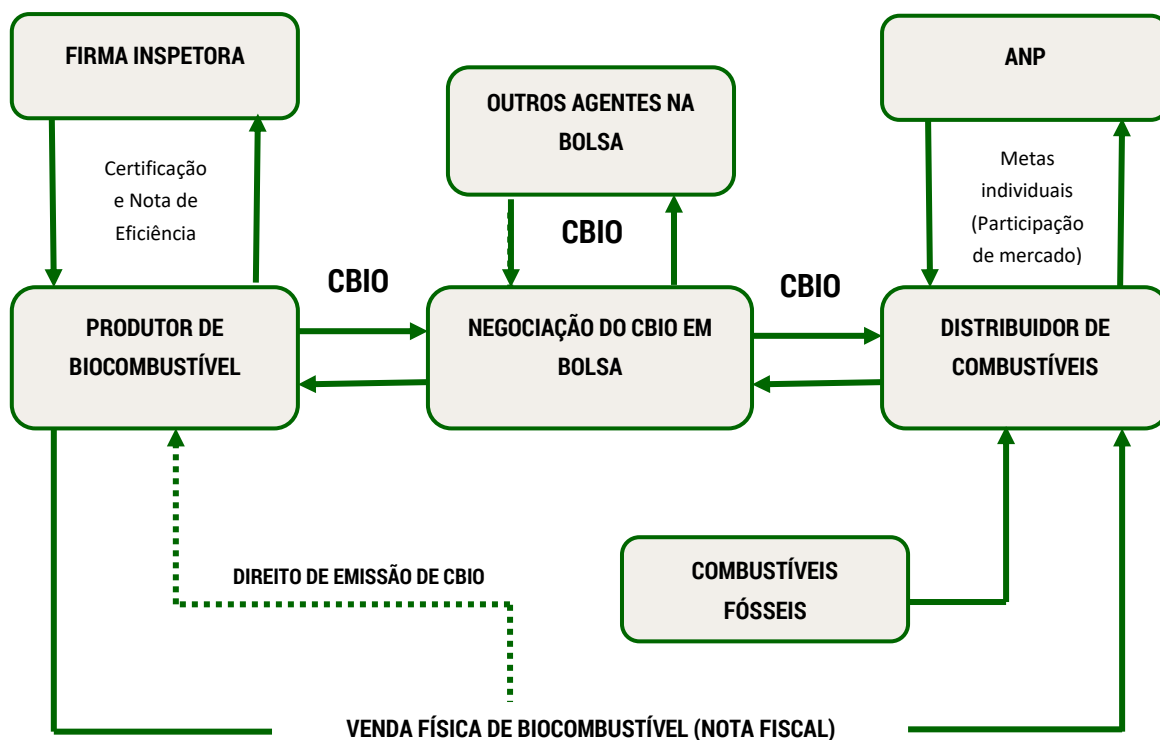 FIRMA INSPETORA
OUTROS AGENTES NA
BOLSA
ANP
Certificação
e Nota de
Eficiência
Metas
individuais
(Participação
de mercado)
CBIO
CBIO
CBIO
PRODUTOR DE
BIOCOMBUSTÍVEL
NEGOCIAÇÃO DO CBIO EM
BOLSA
DISTRIBUIDOR DE
COMBUSTÍVEIS
DIREITO DE EMISSÃO DE CBIO
COMBUSTÍVEIS
FÓSSEIS
VENDA FÍSICA DE BIOCOMBUSTÍVEL (NOTA FISCAL)